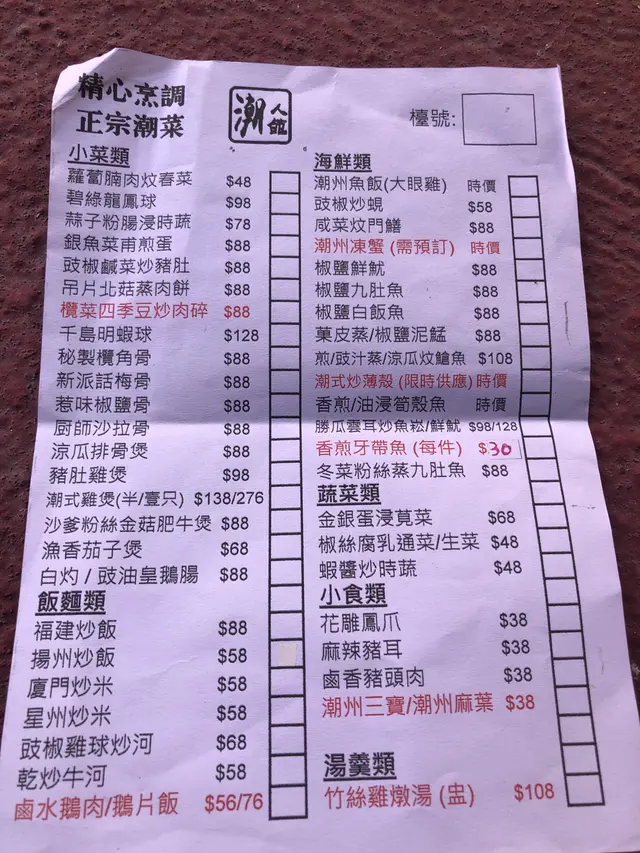 精心烹調
正宗潮菜
潮人館
檯號:
小菜類
蘿蔔腩肉炆春菜 $48
碧綠龍鳳球 $98
蒜子粉腸浸時蔬 $78
銀魚菜甫煎蛋 $88
豉椒鹹菜炒豬肚 $88
吊片北菇蒸肉餅 $88
欖菜四季豆炒肉碎 $88
千島明蝦球 $128
秘製欖角骨 $88
新派話梅骨 $88
惹味椒鹽骨 $88
廚師沙拉骨 $88
涼瓜排骨煲 $88
豬肚雞煲 $98
潮式雞煲(半/壹只) $138/276
沙爹粉絲金菇肥牛煲 $88
漁香茄子煲 $68
白灼 / 豉油皇鵝腸 $88
飯麵類
福建炒飯 $88
揚州炒飯 $58
廈門炒米 $58
星州炒米 $58
豉椒雞球炒河 $68
乾炒牛河 $58
鹵水鵝肉/鵝片飯 $56/76
海鮮類
潮州魚飯(大眼雞) 時價
豉椒炒蜆 $58
咸菜炆門鱔 $88
潮州凍蟹 (需預訂) 時價
椒鹽鮮魷 $88
椒鹽九肚魚 $88
椒鹽白飯魚 $88
菓皮蒸/椒鹽泥鯭 $88
煎/豉汁蒸/涼瓜炆鱠魚 $108
潮式炒薄殼 (限時供應) 時價
香煎/油浸筍殼魚 時價
勝瓜雲耳炒魚崧/鮮魷 $98/128
香煎牙帶魚 (每件) $30
冬菜粉絲蒸九肚魚 $88
蔬菜類
金銀蛋浸莧菜 $68
椒絲腐乳通菜/生菜 $48
蝦醬炒時蔬 $48
小食類
花雕鳳爪 $38
麻辣豬耳 $38
鹵香豬頭肉 $38
潮州三寶/潮州麻葉 $38
湯羹類
竹絲雞燉湯 (盅) $108